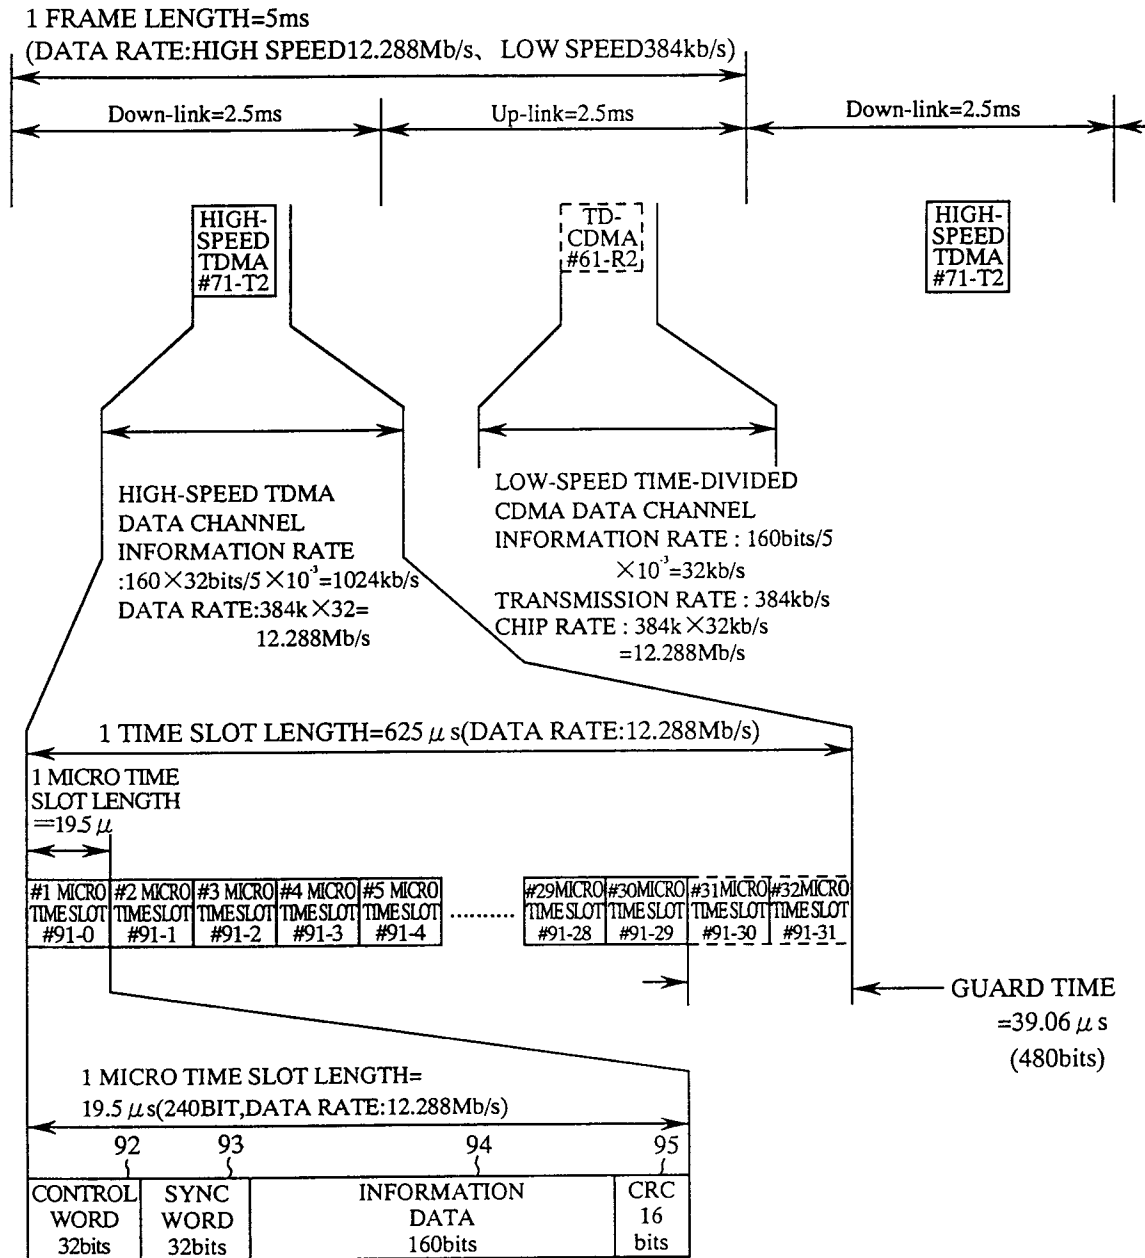 1 FRAME LENGTH=5ms
(DATA RATE:HIGH SPEED12.288Mb/s、 LOW SPEED384kb/s)
Down-link=2.5ms
Up-link=2.5ms
Down-link=2.5ms
HIGH-
SPEED
TDMA
#71-T2
TD-
CDMA
#61-R2
HIGH-
SPEED
TDMA
#71-T2
HIGH-SPEED TDMA
DATA CHANNEL
INFORMATION RATE
:160×32bits/5×10⁻³=1024kb/s
DATA RATE:384k×32=
12.288Mb/s
LOW-SPEED TIME-DIVIDED
CDMA DATA CHANNEL
INFORMATION RATE : 160bits/5
×10⁻³=32kb/s
TRANSMISSION RATE : 384kb/s
CHIP RATE : 384k×32kb/s
=12.288Mb/s
1 TIME SLOT LENGTH=625 μ s(DATA RATE:12.288Mb/s)
1 MICRO TIME
SLOT LENGTH
=19.5 μ
#1 MICRO
TIME SLOT
#91-0
#2 MICRO
TIME SLOT
#91-1
#3 MICRO
TIME SLOT
#91-2
#4 MICRO
TIME SLOT
#91-3
#5 MICRO
TIME SLOT
#91-4
..........
#29MICRO
TIME SLOT
#91-28
#30MICRO
TIME SLOT
#91-29
#31MICRO
TIME SLOT
#91-30
#32MICRO
TIME SLOT
#91-31
GUARD TIME
=39.06 μ s
(480bits)
1 MICRO TIME SLOT LENGTH=
19.5 μ s(240BIT,DATA RATE:12.288Mb/s)
92
93
94
95
CONTROL
WORD
32bits
SYNC
WORD
32bits
INFORMATION
DATA
160bits
CRC
16
bits